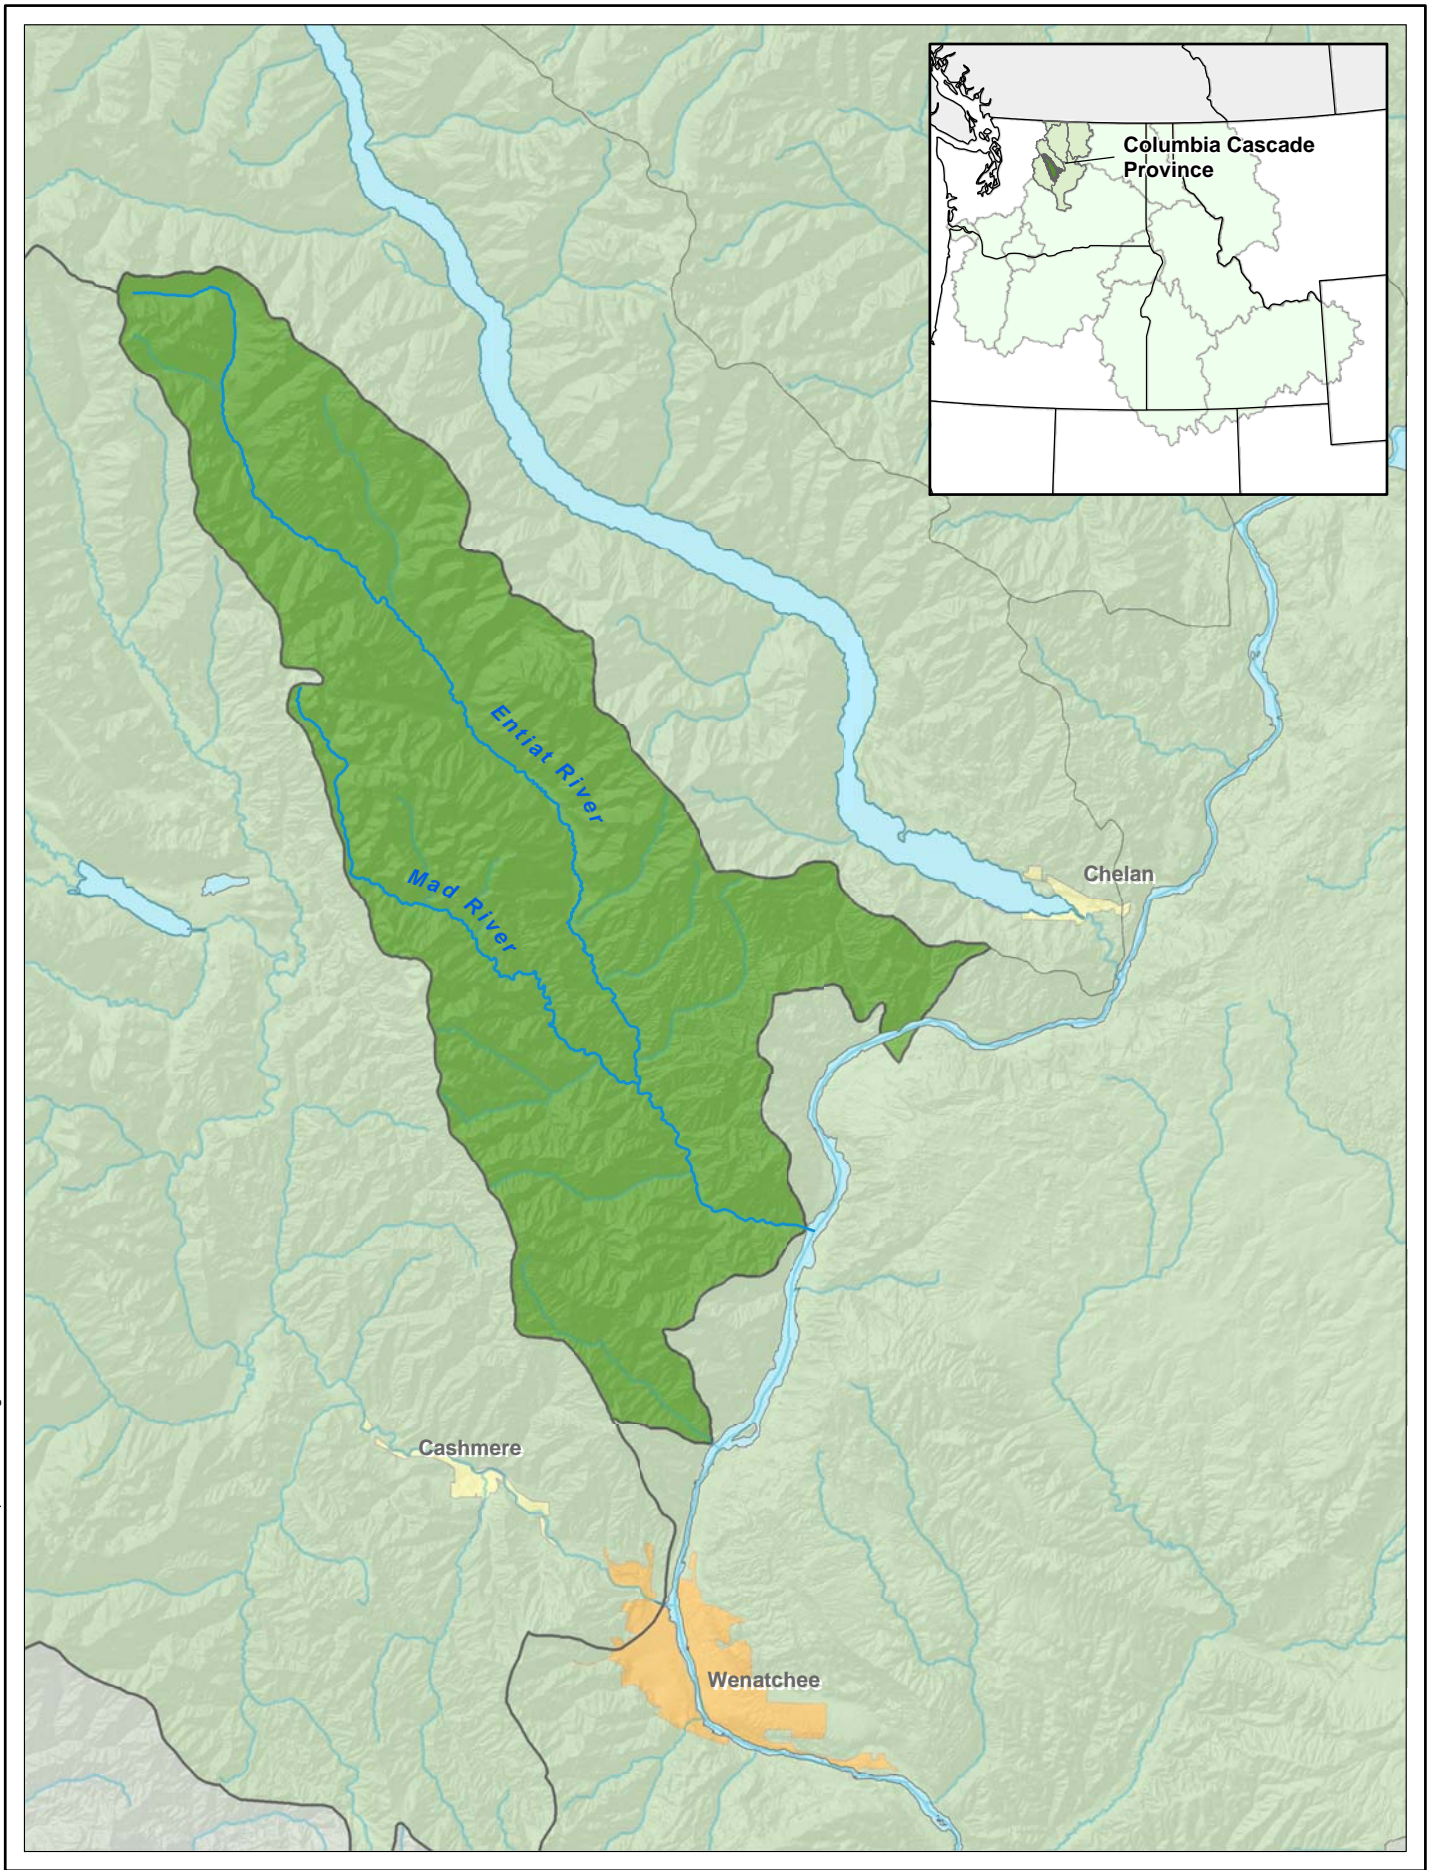 Columbia Cascade
Province
Entiat River
Mad River
Chelan
Cashmere
Wenatchee